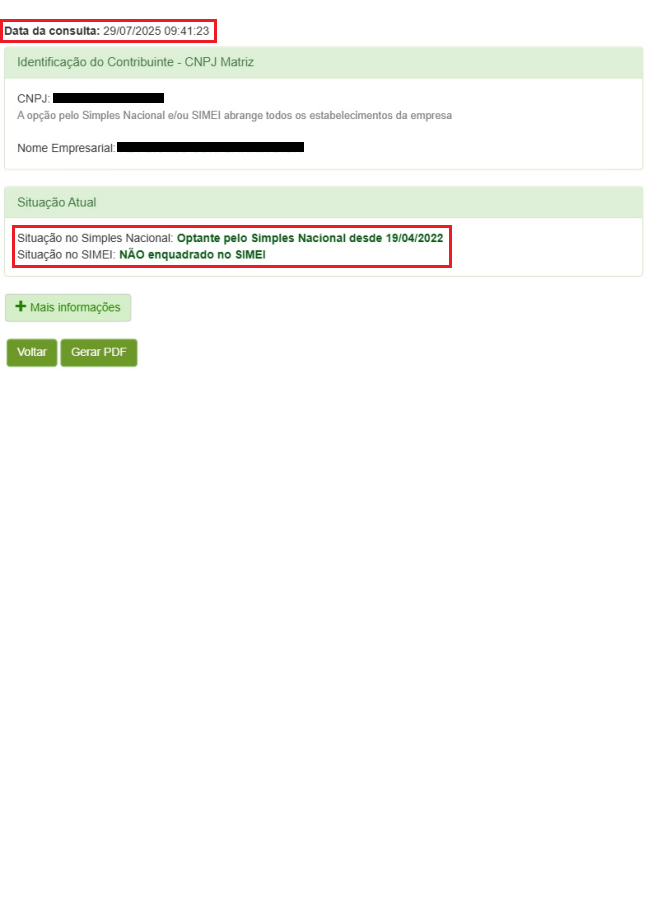 Data da consulta: 29/07/2025 09:41:23
Identificação do Contribuinte - CNPJ Matriz
CNPJ:
A opção pelo Simples Nacional e/ou SIMEI abrange todos os estabelecimentos da empresa
Nome Empresarial:
Situação Atual
Situação no Simples Nacional: Optante pelo Simples Nacional desde 19/04/2022
Situação no SIMEI: NÃO enquadrado no SIMEI
+ Mais informações
Voltar Gerar PDF